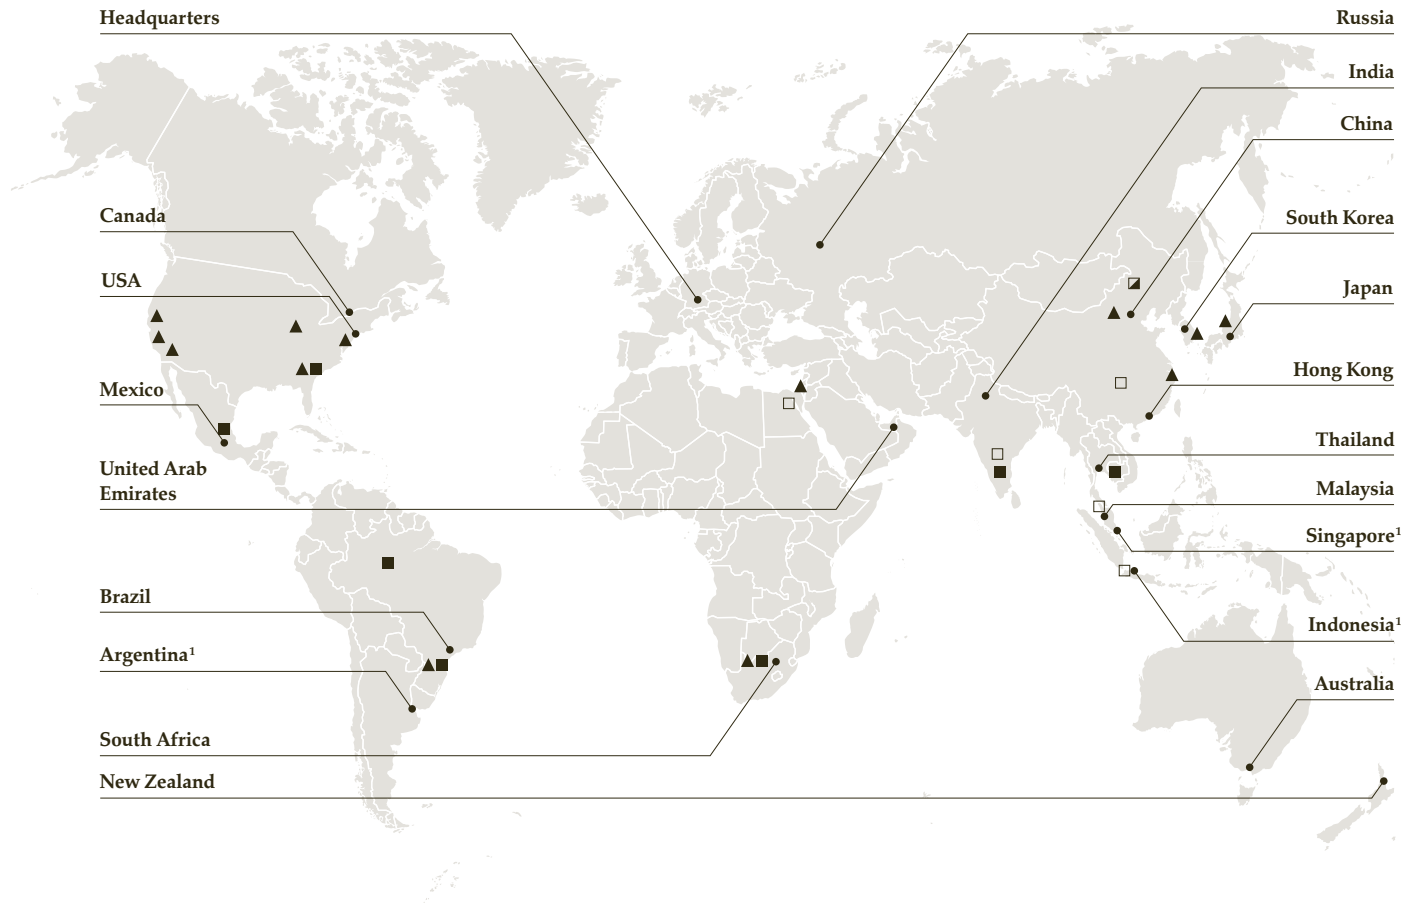 Headquarters
Canada
USA
Mexico
United Arab
Emirates
Brazil
Argentina¹
South Africa
New Zealand
Russia
India
China
South Korea
Japan
Hong Kong
Thailand
Malaysia
Singapore¹
Indonesia¹
Australia